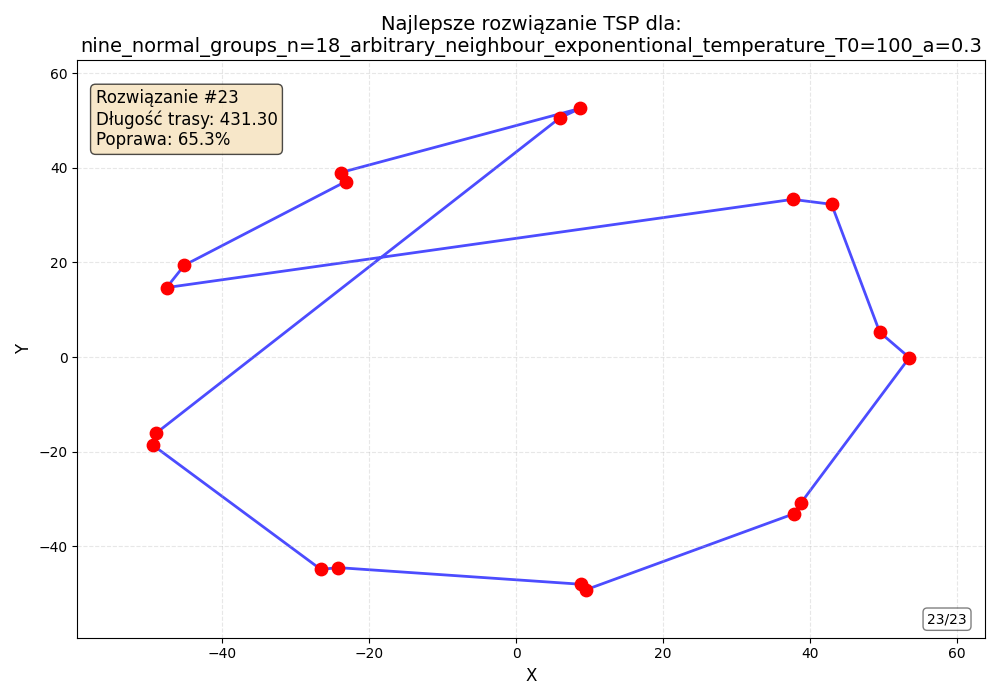 Najlepsze rozwiązanie TSP dla:
nine_normal_groups_n=18_arbitrary_neighbour_exponential_temperature_T0=100_a=0.3
Rozwiązanie #23
Długość trasy: 431.30
Poprawa: 65.3%
60
40
20
0
−20
−40
Y
23/23
−40
−20
0
20
40
60
X